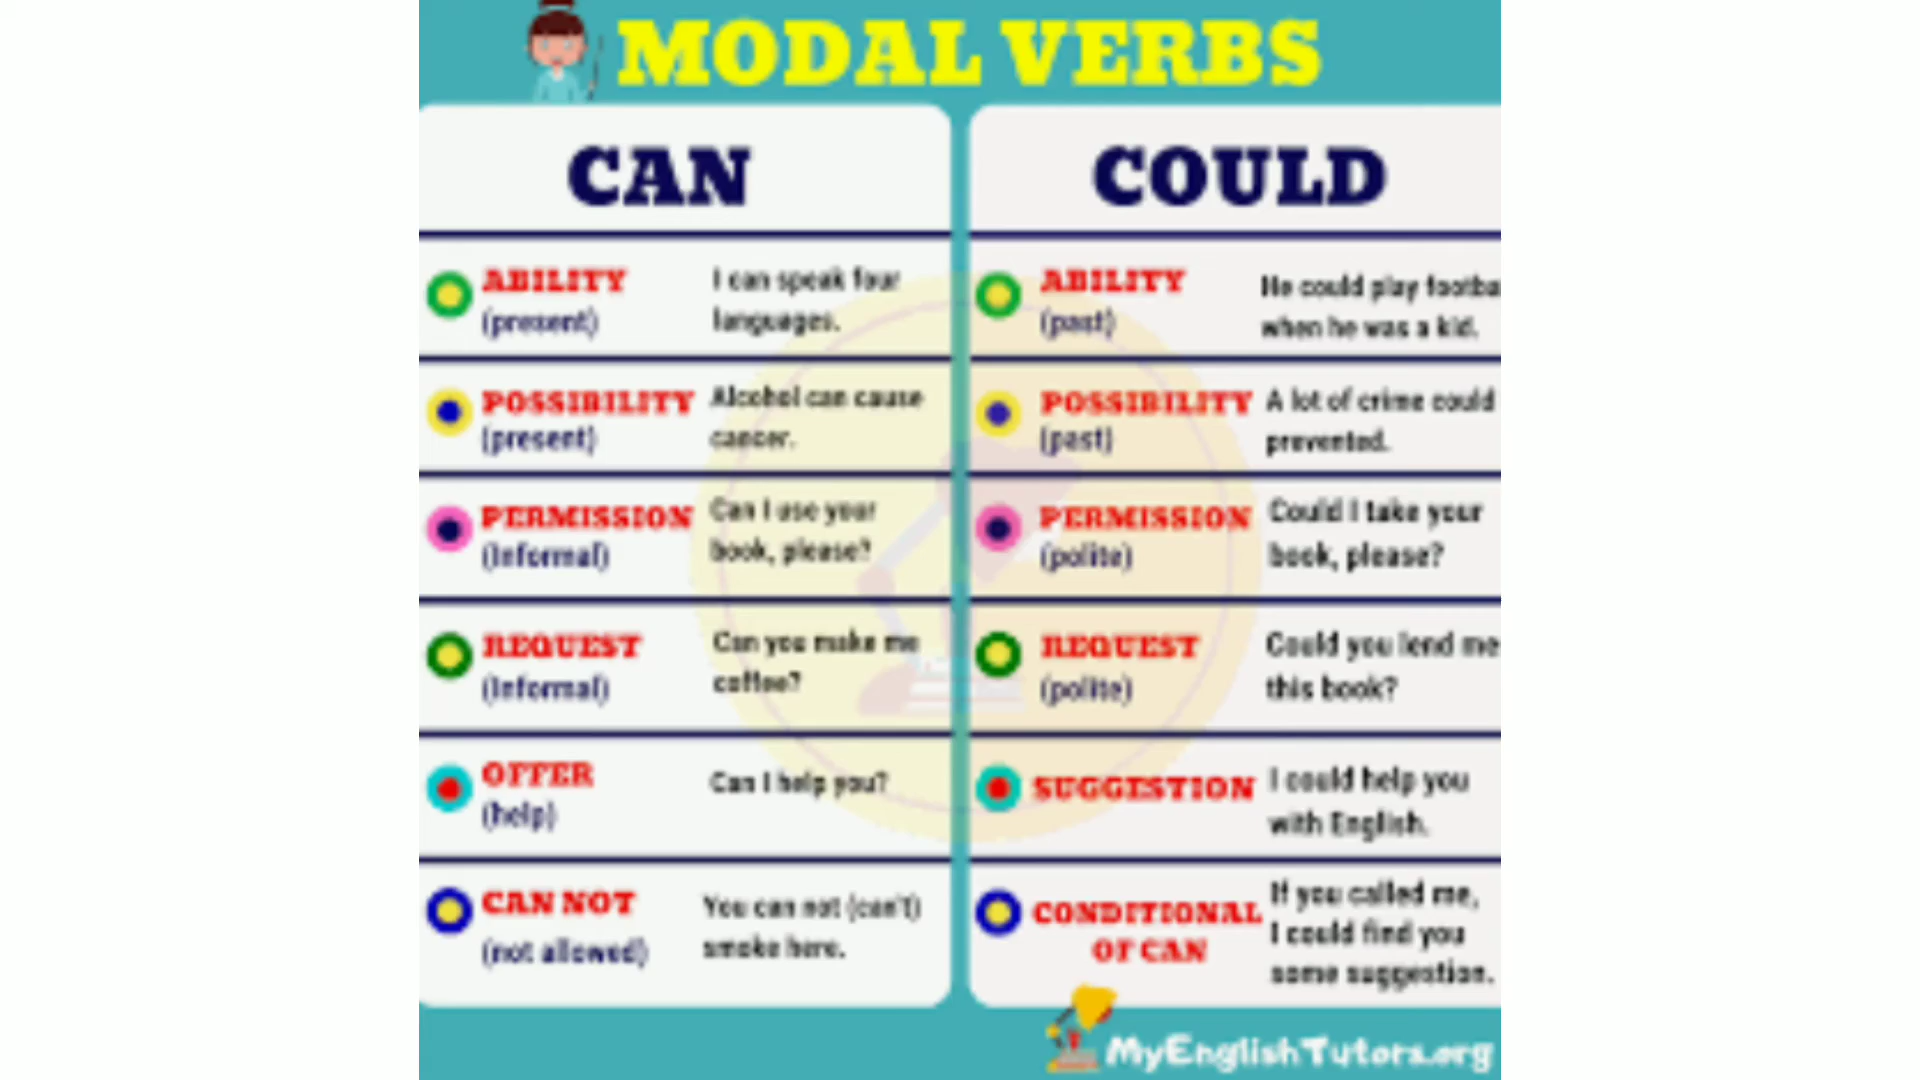 MODAL VERBS
CAN
ABILITY
(present)
I can speak four
languages.
POSSIBILITY
(present)
Alcohol can cause
cancer.
PERMISSION
(informal)
Can I use your
book, please?
REQUEST
(informal)
Can you make me
coffee?
OFFER
(help)
Can I help you?
CAN NOT
(not allowed)
You can not (can't)
smoke here.
COULD
ABILITY
(past)
He could play footba
when he was a kid.
POSSIBILITY
(past)
A lot of crime could
prevented.
PERMISSION
(polite)
Could I take your
book, please?
REQUEST
(polite)
Could you lend me
this book?
SUGGESTION
I could help you
with English.
CONDITIONAL
OF CAN
If you called me,
I could find you
some suggestion.
MyEnglishTutors.org